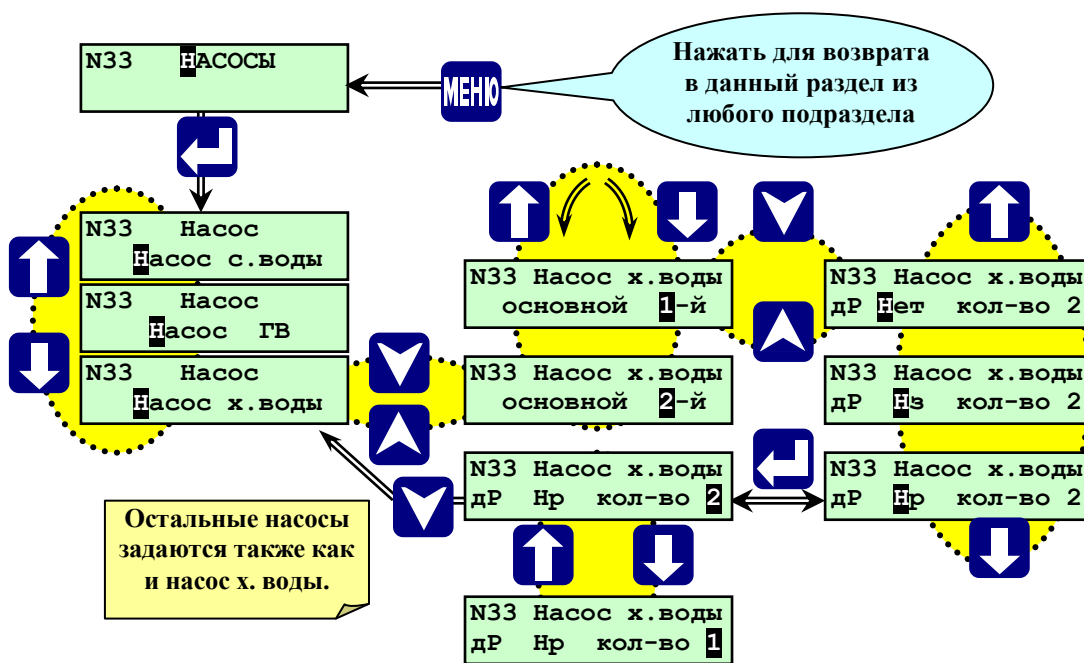 N33 НАСОСЫ
МЕНЮ
Нажать для возврата
в данный раздел из
любого подраздела
N33 Насос
Насос с.воды
N33 Насос
Насос ГВ
N33 Насос
Насос х.воды
N33 Насос х.воды
основной 1-й
N33 Насос х.воды
основной 2-й
N33 Насос х.воды
дР Нр кол-во 2
N33 Насос х.воды
дР Нр кол-во 1
N33 Насос х.воды
дР Нет кол-во 2
N33 Насос х.воды
дР Нз кол-во 2
N33 Насос х.воды
дР Нр кол-во 2
Остальные насосы
задаются также как
и насос х. воды.